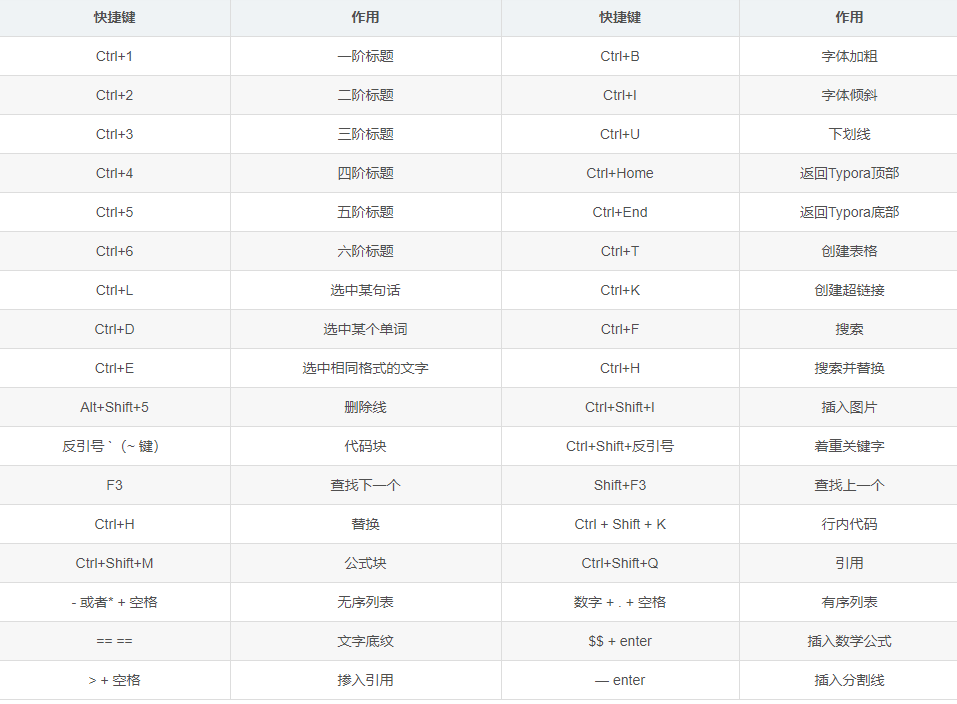 快捷键 作用 快捷键 作用
Ctrl+1 一阶标题 Ctrl+B 字体加粗
Ctrl+2 二阶标题 Ctrl+I 字体倾斜
Ctrl+3 三阶标题 Ctrl+U 下划线
Ctrl+4 四阶标题 Ctrl+Home 返回Typora顶部
Ctrl+5 五阶标题 Ctrl+End 返回Typora底部
Ctrl+6 六阶标题 Ctrl+T 创建表格
Ctrl+L 选中某句话 Ctrl+K 创建超链接
Ctrl+D 选中某个单词 Ctrl+F 搜索
Ctrl+E 选中相同格式的文字 Ctrl+H 搜索并替换
Alt+Shift+5 删除线 Ctrl+Shift+I 插入图片
反引号 `（~ 键） 代码块 Ctrl+Shift+反引号 着重关键字
F3 查找下一个 Shift+F3 查找上一个
Ctrl+H 替换 Ctrl + Shift + K 行内代码
Ctrl+Shift+M 公式块 Ctrl+Shift+Q 引用
- 或者* + 空格 无序列表 数字 + . + 空格 有序列表
== == 文字底纹 $$ + enter 插入数学公式
> + 空格 掺入引用 — enter 插入分割线